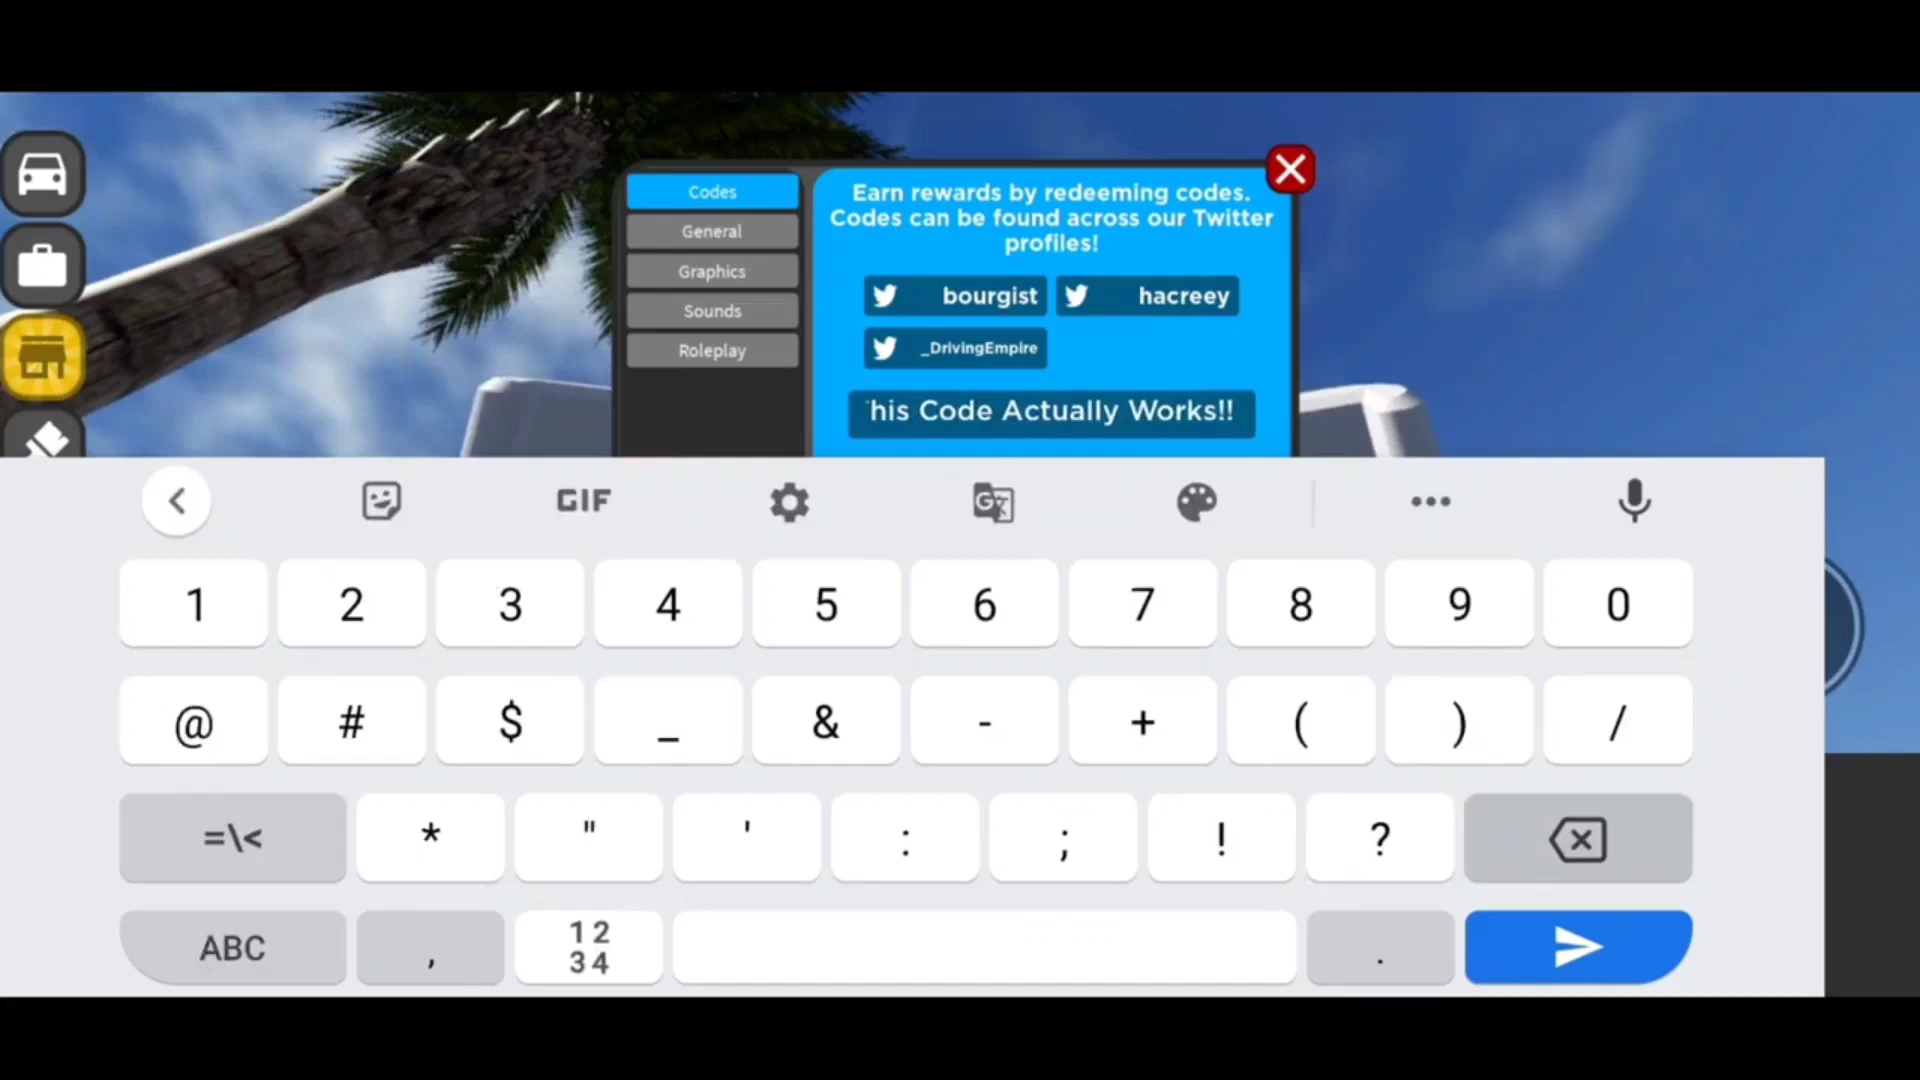 Codes
General
Graphics
Sounds
Roleplay
Earn rewards by redeeming codes.
Codes can be found across our Twitter
profiles!
bourgist
hacreey
_DrivingEmpire
his Code Actually Works!!
GIF
1 2 3 4 5 6 7 8 9 0
@ # $ _ & - + ( ) /
=\< * " ' : ; ! ?
ABC , 12 34 .